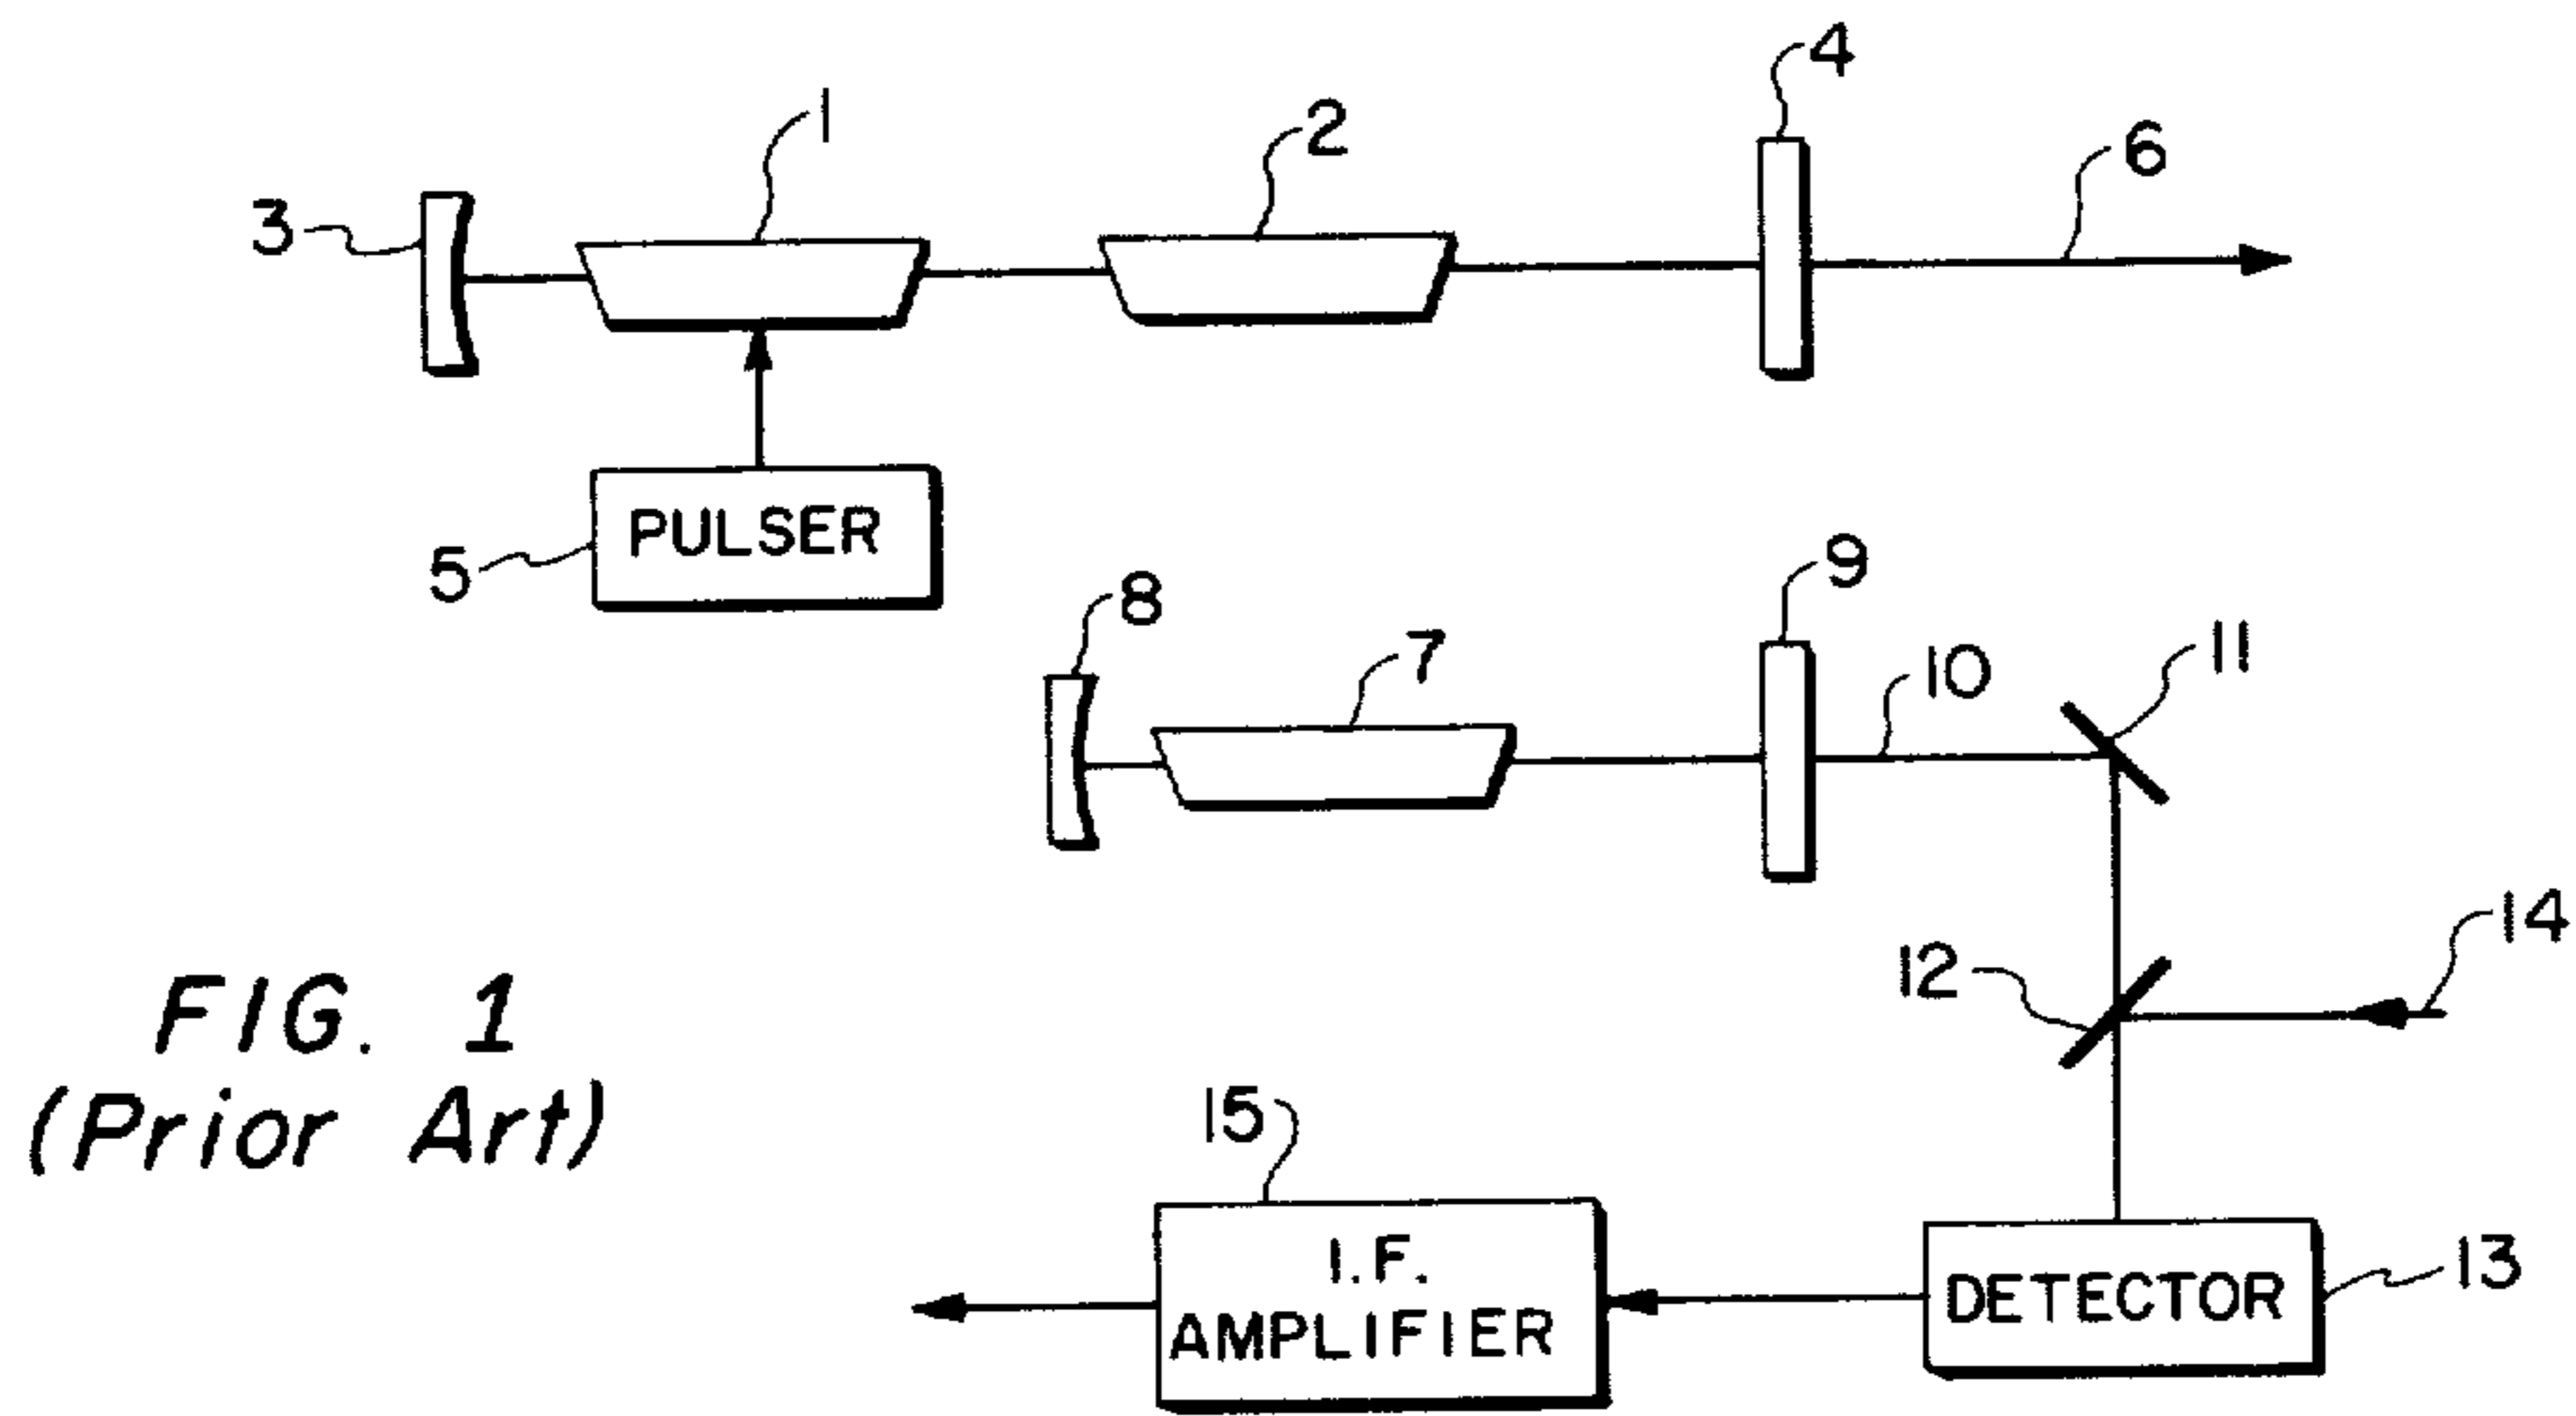 4
1
2
6
3
PULSER
5
9
8
11
7
10
14
12
FIG. 1
(Prior Art)
15
I.F.
AMPLIFIER
DETECTOR
13